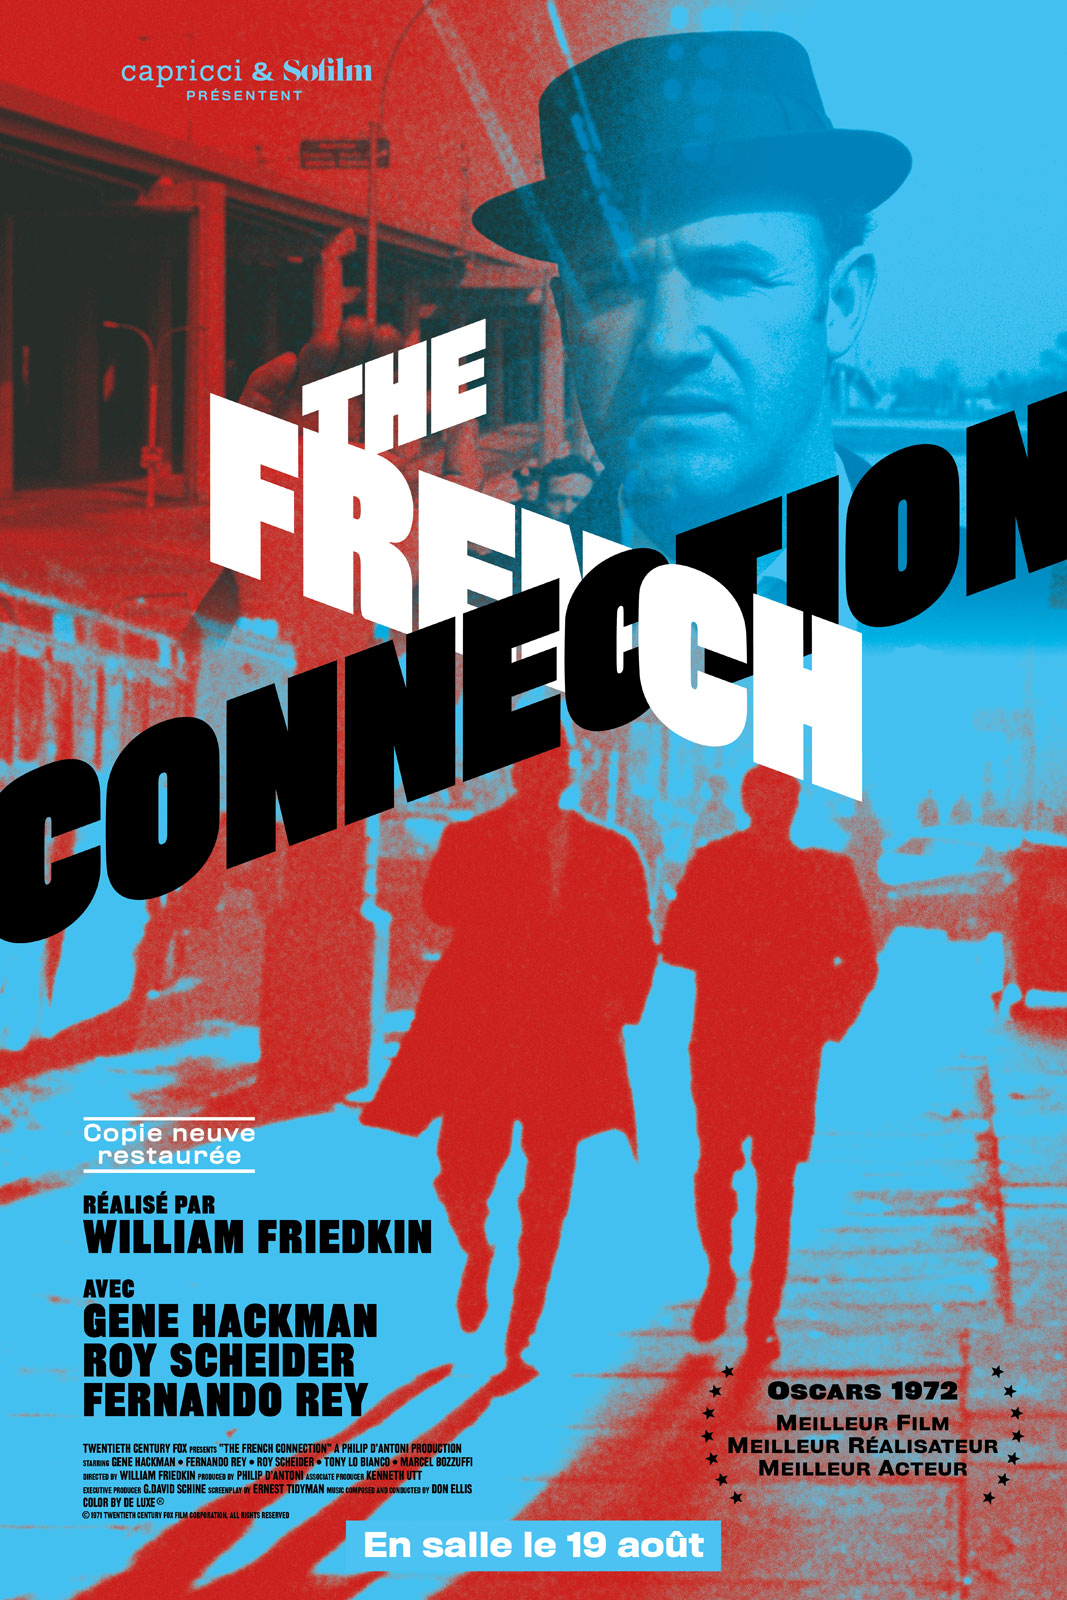 capricci & Sofilm
PRÉSENTENT
THE
FRENCH
CONNECTION
Copie neuve
restaurée
RÉALISÉ PAR
WILLIAM FRIEDKIN
AVEC
GENE HACKMAN
ROY SCHEIDER
FERNANDO REY
TWENTIETH CENTURY FOX PRESENTS "THE FRENCH CONNECTION" A PHILIP D'ANTONI PRODUCTION
STARRING GENE HACKMAN • FERNANDO REY • ROY SCHEIDER • TONY LO BIANCO • MARCEL BOZZUFFI
DIRECTED BY WILLIAM FRIEDKIN PRODUCED BY PHILIP D'ANTONI ASSOCIATE PRODUCER KENNETH UTT
EXECUTIVE PRODUCER G.DAVID SCHINE SCREENPLAY BY ERNEST TIDYMAN MUSIC COMPOSED AND CONDUCTED BY DON ELLIS
COLOR BY DE LUXE®
© 1971 TWENTIETH CENTURY FOX FILM CORPORATION. ALL RIGHTS RESERVED
OSCARS 1972
MEILLEUR FILM
MEILLEUR RÉALISATEUR
MEILLEUR ACTEUR
En salle le 19 août